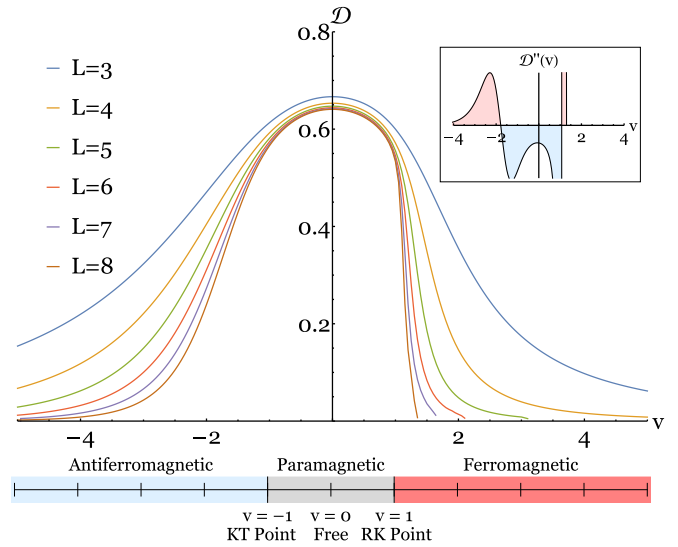 𝒟
0.8
0.6
0.4
0.2
L=3
L=4
L=5
L=6
L=7
L=8
𝒟''(v)
v
−4
−2
2
4
−4
−2
2
4
v
Antiferromagnetic
Paramagnetic
Ferromagnetic
v = −1
v = 0
v = 1
KT Point
Free
RK Point